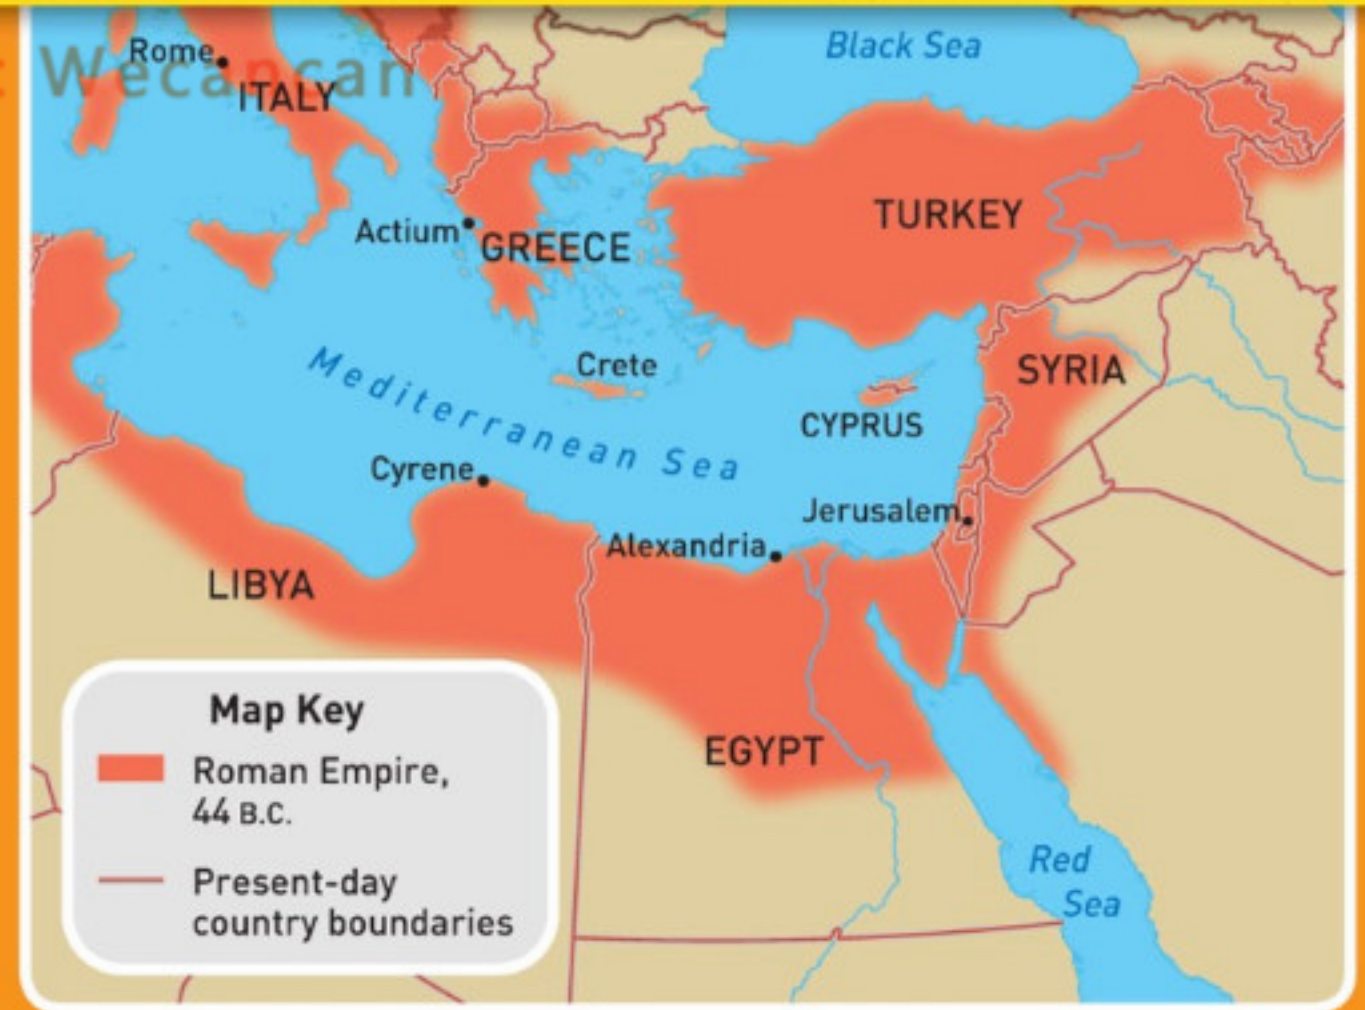 Black Sea
Rome
: Wecancan
ITALY
TURKEY
Actium
GREECE
Crete
SYRIA
Mediterranean Sea
CYPRUS
Cyrene
Jerusalem
Alexandria
LIBYA
EGYPT
Map Key
Roman Empire,
44 B.C.
Present-day
country boundaries
Red
Sea